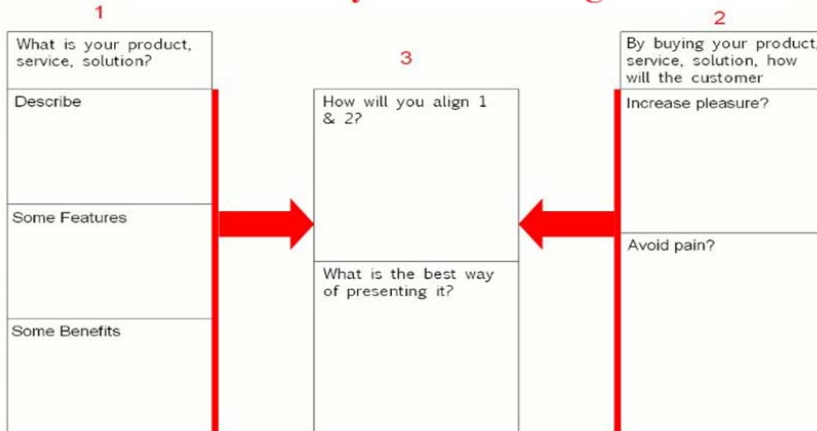 1
What is your product,
service, solution?
Describe
Some Features
Some Benefits
3
How will you align 1
& 2?
What is the best way
of presenting it?
2
By buying your product,
service, solution, how
will the customer
Increase pleasure?
Avoid pain?